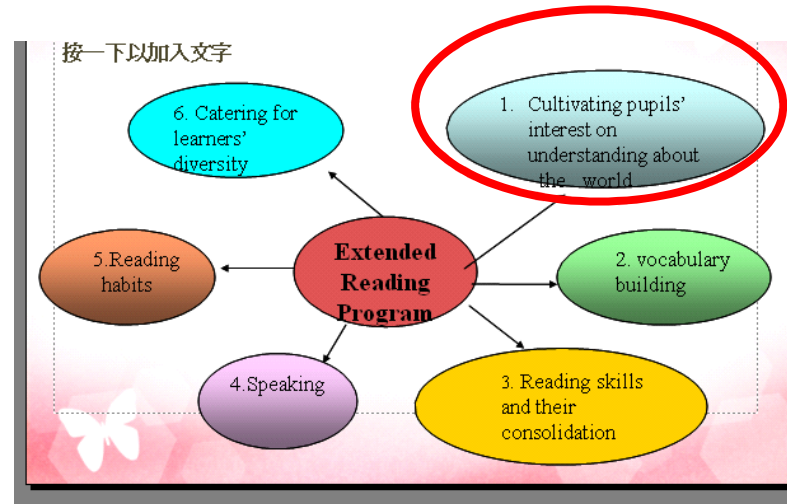 按一下以加入文字
1. Cultivating pupils'
interest on
understanding about
the world
2. vocabulary
building
3. Reading skills
and their
consolidation
4.Speaking
5.Reading
habits
6. Catering for
learners'
diversity
Extended
Reading
Program